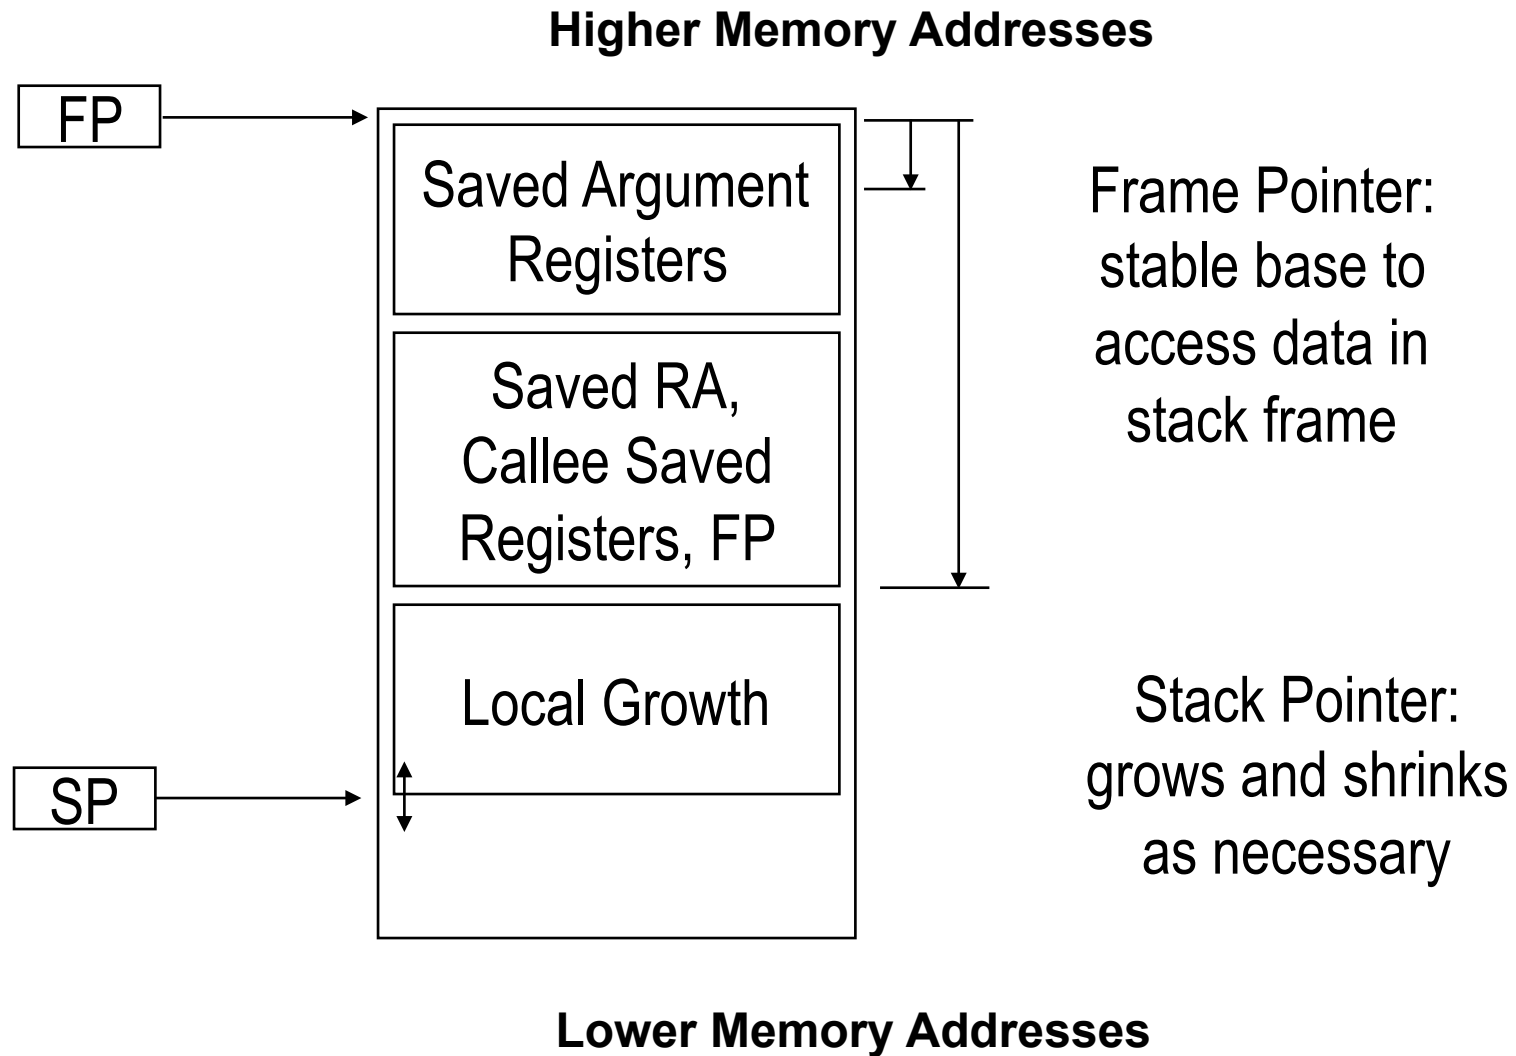 Higher Memory Addresses
FP
Saved Argument
Registers
Frame Pointer:
stable base to
access data in
stack frame
Saved RA,
Callee Saved
Registers, FP
Local Growth
SP
Stack Pointer:
grows and shrinks
as necessary
Lower Memory Addresses